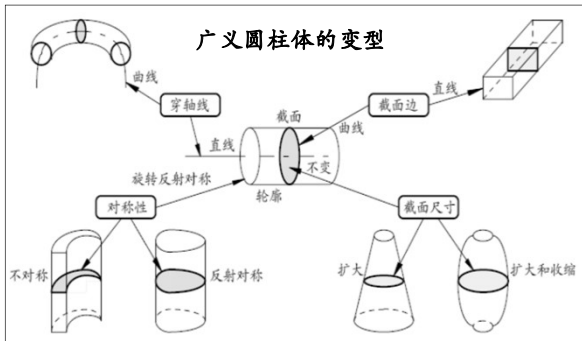 广义圆柱体的变型
曲线
穿轴线
截面边
直线
截面
曲线
直线
不变
旋转反射对称
轮廓
对称性
截面尺寸
不对称
反射对称
扩大
扩大和收缩